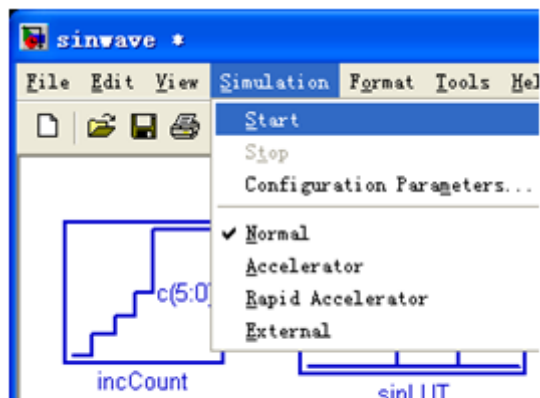 sinwave *
File Edit View Simulation Format Tools
Start
Stop
Configuration Parameters...
Normal
Accelerator
Rapid Accelerator
External
c(5:0)
incCount
sinLUT